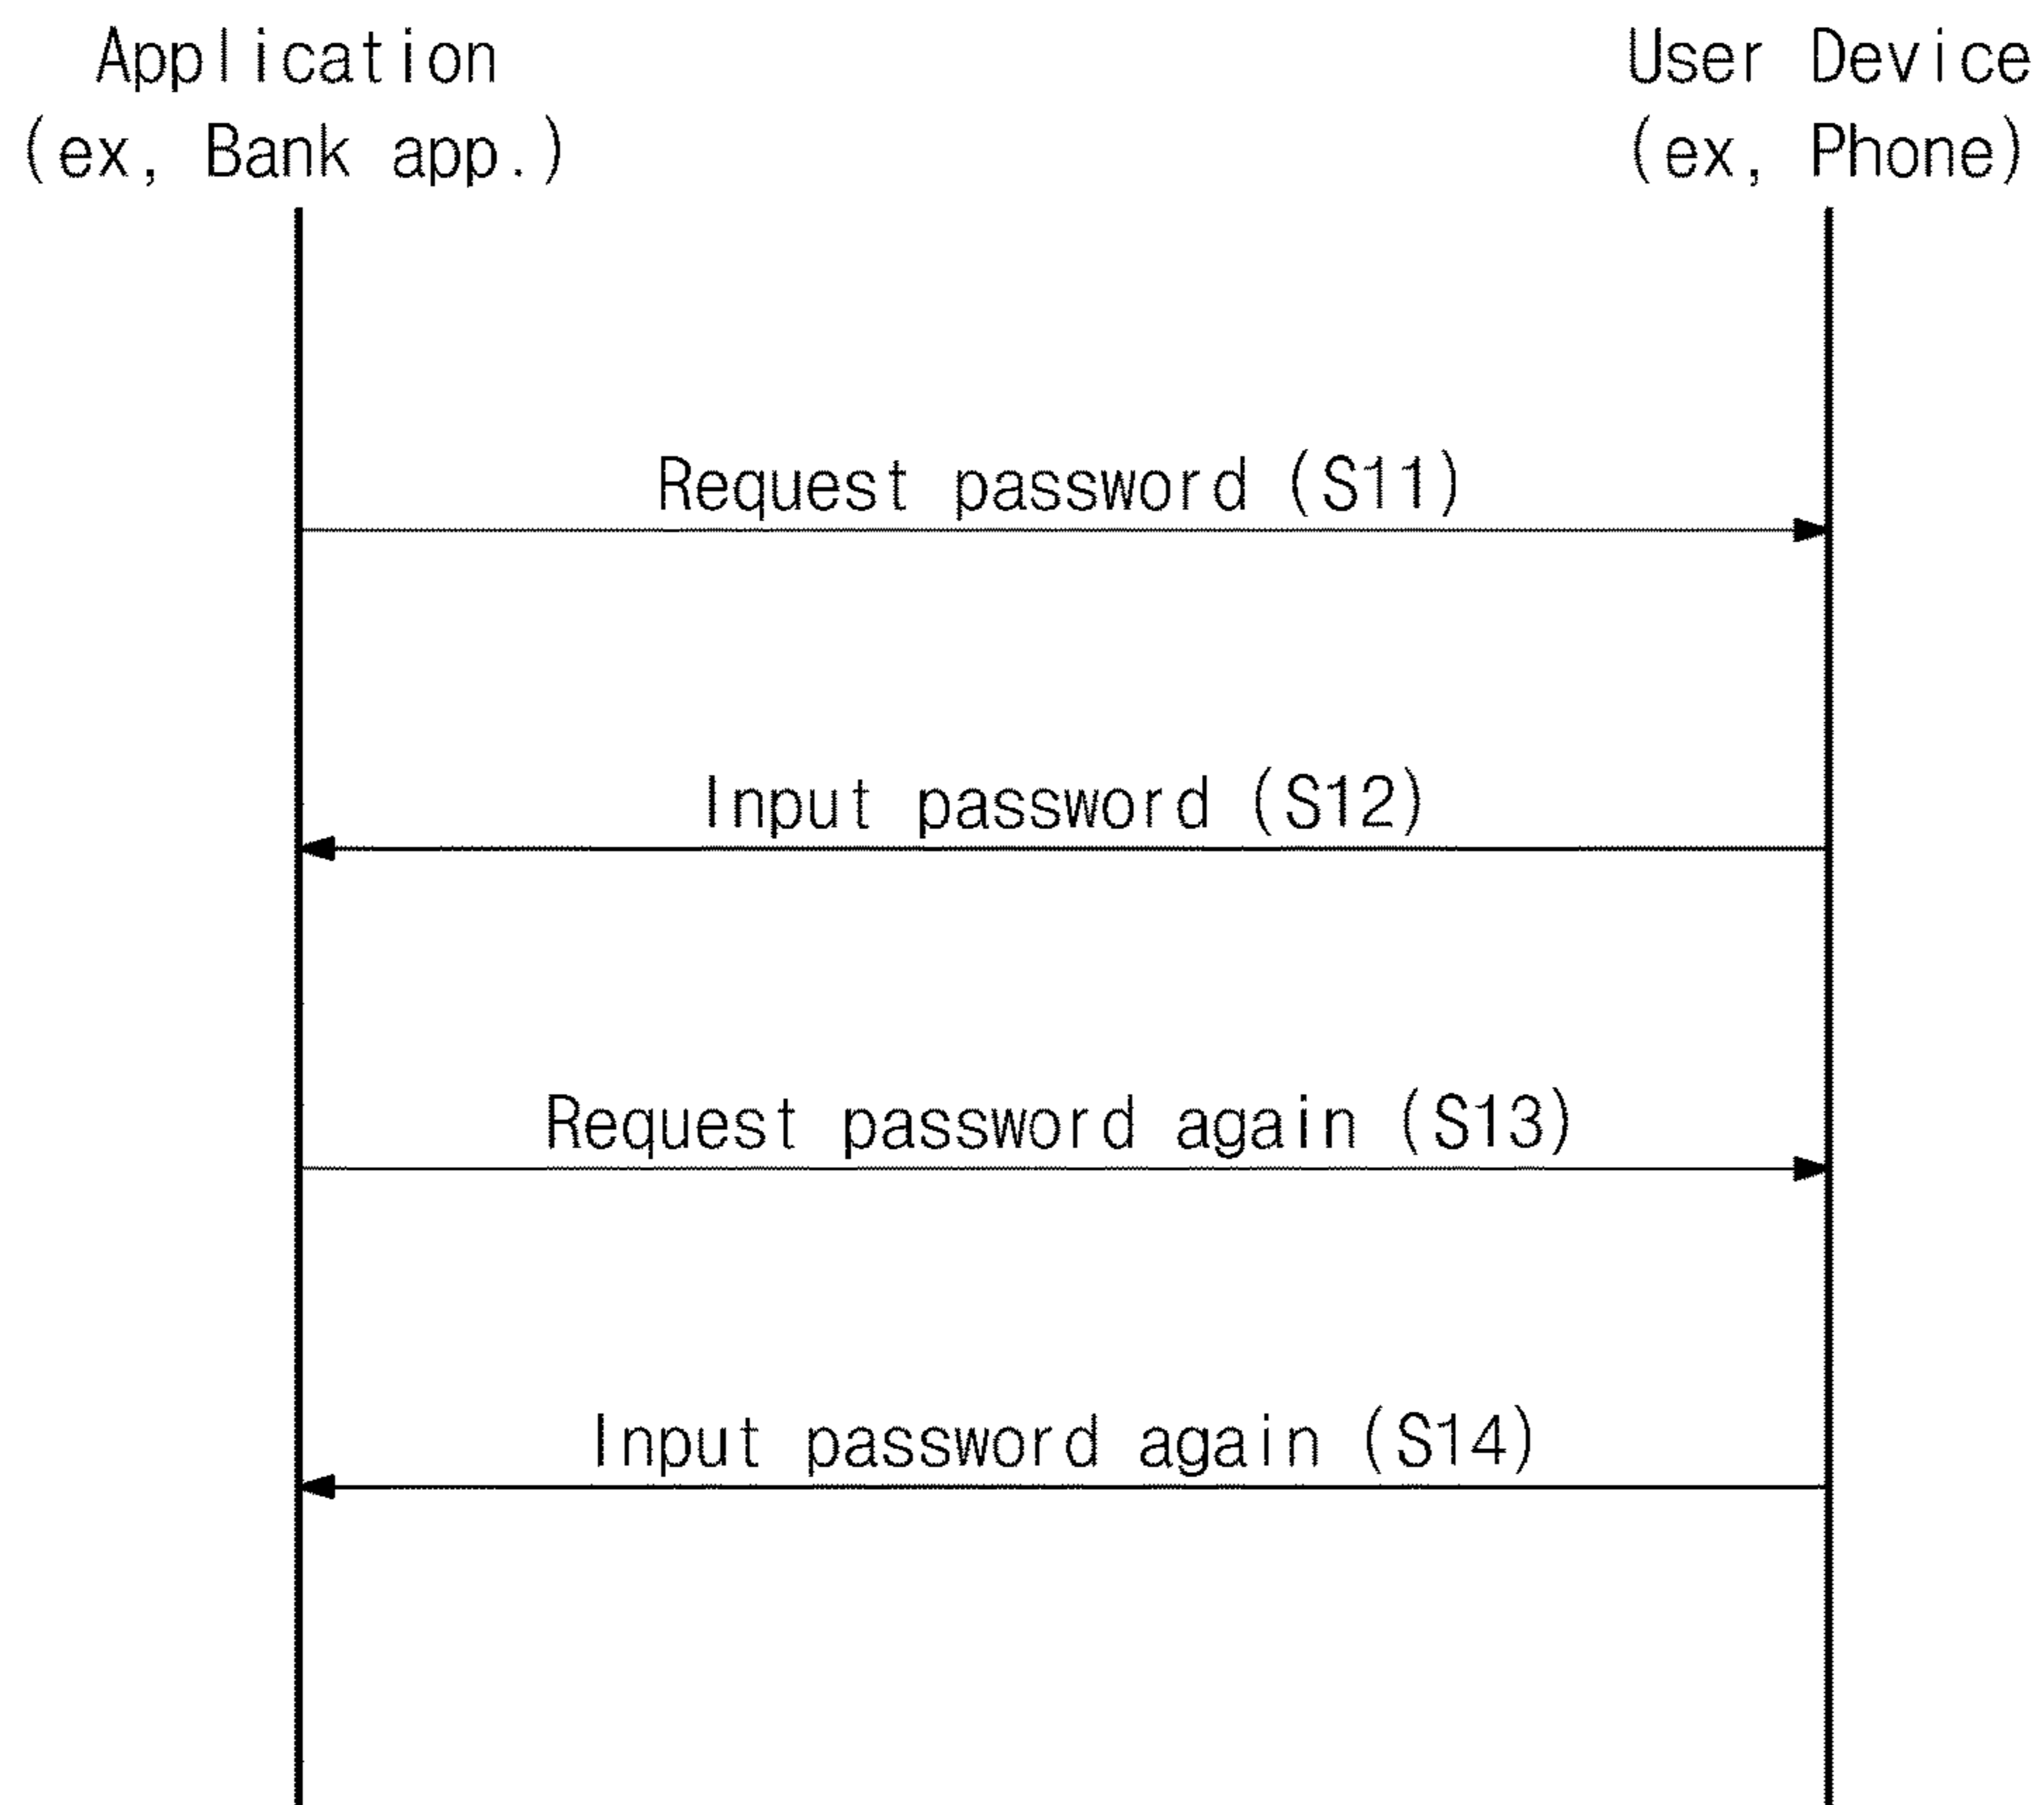 Application
(ex, Bank app.)
User Device
(ex, Phone)
Request password (S11)
Input password (S12)
Request password again (S13)
Input password again (S14)